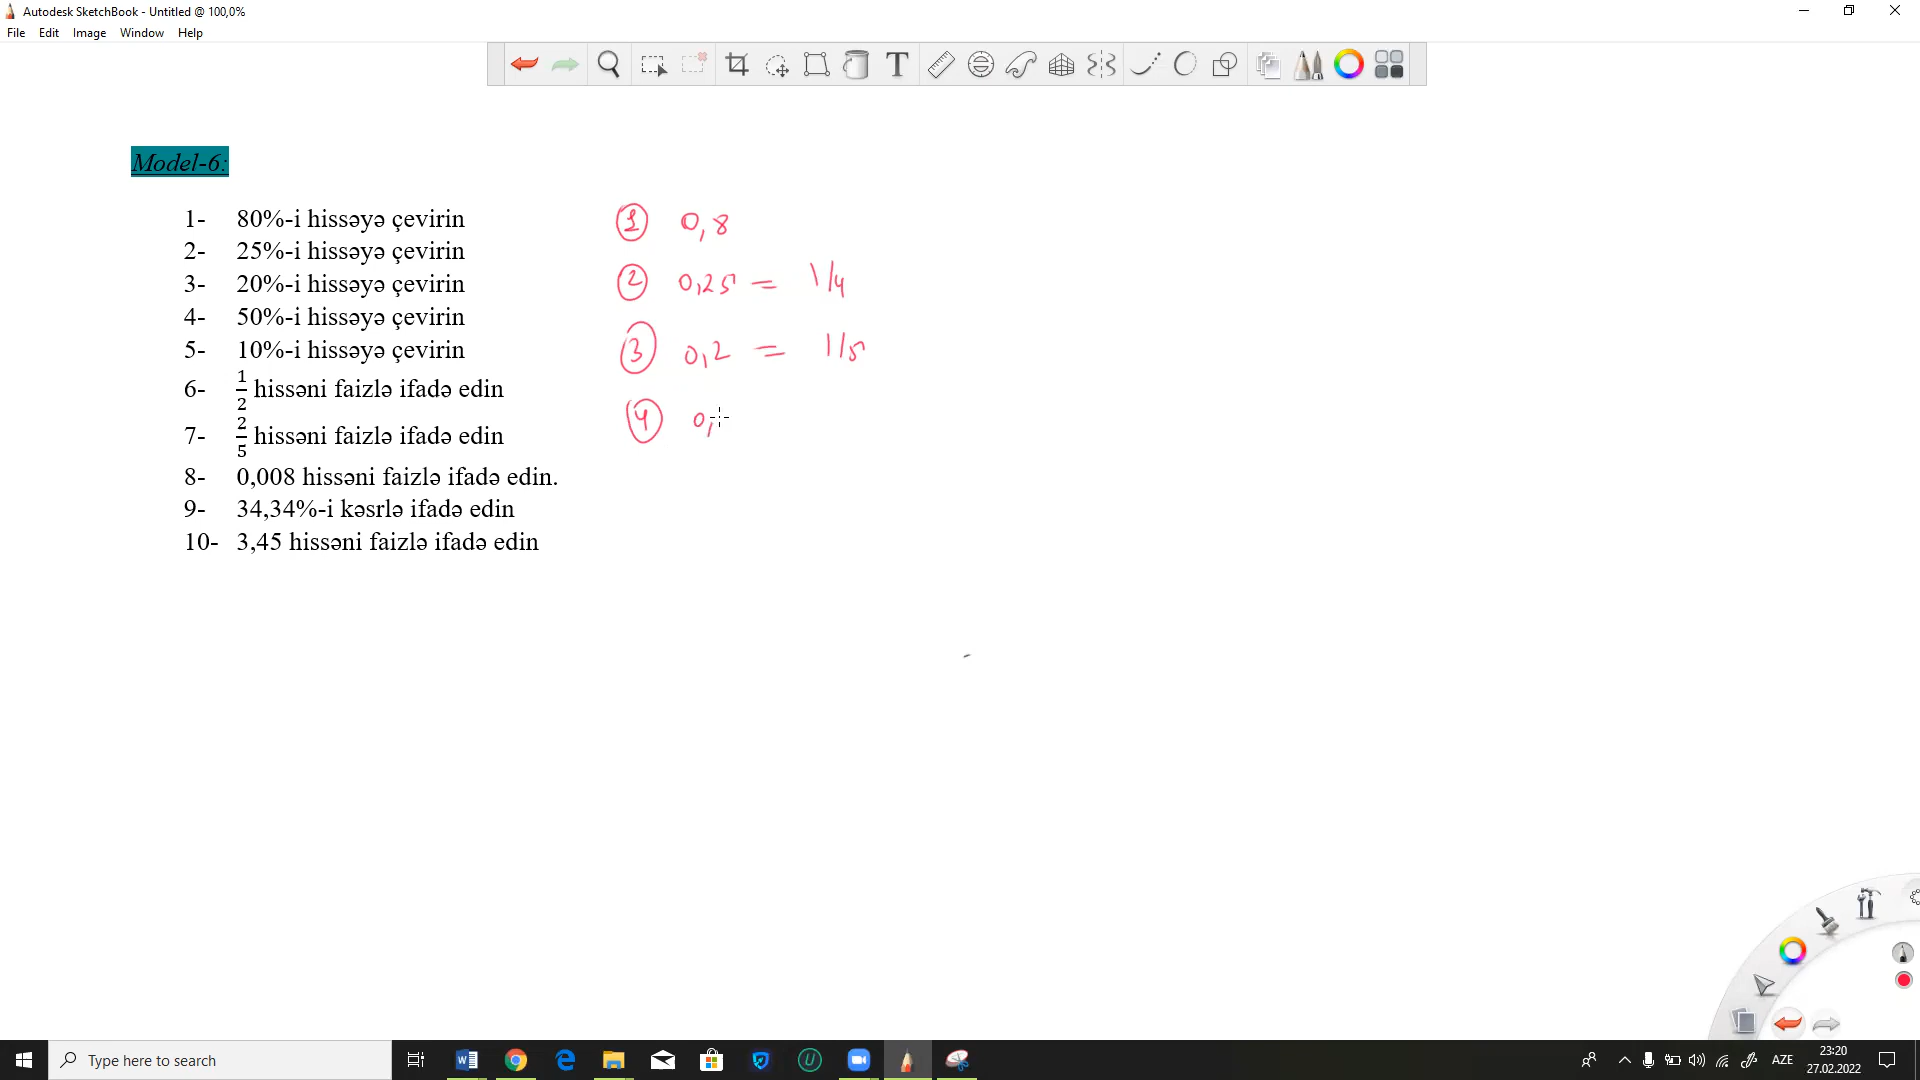 Autodesk SketchBook - Untitled @ 100,0%
File Edit Image Window Help
T
Model-6:
1- 80%-i hissəyə çevirin
2- 25%-i hissəyə çevirin
3- 20%-i hissəyə çevirin
4- 50%-i hissəyə çevirin
5- 10%-i hissəyə çevirin
6- 1/2 hissəni faizlə ifadə edin
7- 2/5 hissəni faizlə ifadə edin
8- 0,008 hissəni faizlə ifadə edin.
9- 34,34%-i kəsrlə ifadə edin
10- 3,45 hissəni faizlə ifadə edin
1 0,8
2 0,25 = 1/4
3 0,2 = 1/5
4 0,
Type here to search
AZE
23:20
27.02.2022